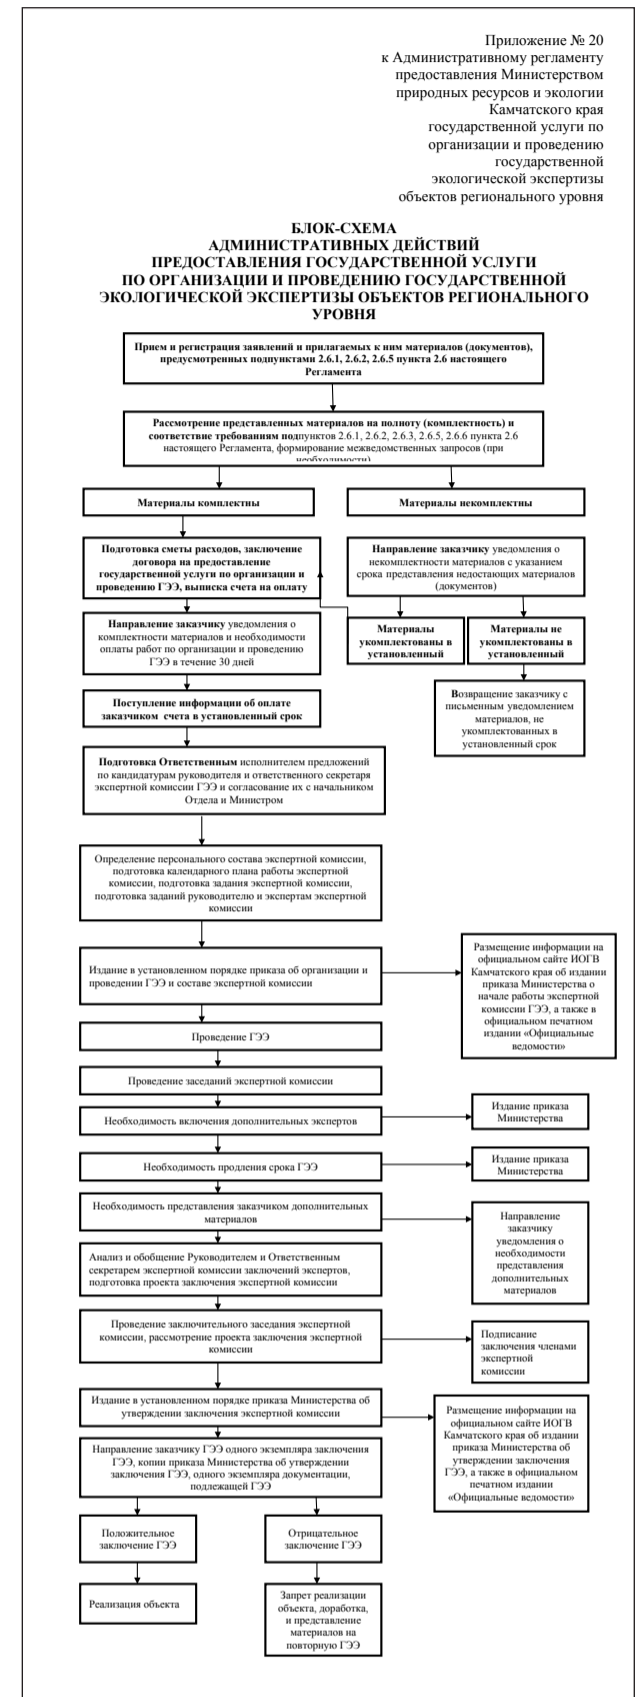 Приложение № 20
к Административному регламенту
предоставления Министерством
природных ресурсов и экологии
Камчатского края
государственной услуги по
организации и проведению
государственной
экологической экспертизы
объектов регионального уровня
БЛОК-СХЕМА
АДМИНИСТРАТИВНЫХ ДЕЙСТВИЙ
ПРЕДОСТАВЛЕНИЯ ГОСУДАРСТВЕННОЙ УСЛУГИ
ПО ОРГАНИЗАЦИИ И ПРОВЕДЕНИЮ ГОСУДАРСТВЕННОЙ
ЭКОЛОГИЧЕСКОЙ ЭКСПЕРТИЗЫ ОБЪЕКТОВ РЕГИОНАЛЬНОГО
УРОВНЯ
Прием и регистрация заявлений и прилагаемых к ним материалов (документов),
предусмотренных подпунктами 2.6.1, 2.6.2, 2.6.5 пункта 2.6 настоящего
Регламента
Рассмотрение представленных материалов на полноту (комплектность) и
соответствие требованиям подпунктов 2.6.1, 2.6.2, 2.6.3, 2.6.5, 2.6.6 пункта 2.6
настоящего Регламента, формирование межведомственных запросов (при
необходимости)
Материалы комплектны
Материалы некомплектны
Подготовка сметы расходов, заключение
договора на предоставление
государственной услуги по организации и
проведению ГЭЭ, выписка счета на оплату
Направление заказчику уведомления о
некомплектности материалов с указанием
срока представления недостающих материалов
(документов)
Направление заказчику уведомления о
комплектности материалов и необходимости
оплаты работ по организации и проведению
ГЭЭ в течение 30 дней
Материалы
укомплектованы в
установленный
Материалы не
укомплектованы в
установленный
Поступление информации об оплате
заказчиком счета в установленный срок
Возвращение заказчику с
письменным уведомлением
материалов, не
укомплектованных в
установленный срок
Подготовка Ответственным исполнителем предложений
по кандидатурам руководителя и ответственного секретаря
экспертной комиссии ГЭЭ и согласование их с начальником
Отдела и Министром
Определение персонального состава экспертной комиссии,
подготовка календарного плана работы экспертной
комиссии, подготовка задания экспертной комиссии,
подготовка заданий руководителю и экспертам экспертной
комиссии
Издание в установленном порядке приказа об организации и
проведении ГЭЭ и составе экспертной комиссии
Размещение информации на
официальном сайте ИОГВ
Камчатского края об издании
приказа Министерства о
начале работы экспертной
комиссии ГЭЭ, а также в
официальном печатном
издании «Официальные
ведомости»
Проведение ГЭЭ
Проведение заседаний экспертной комиссии
Необходимость включения дополнительных экспертов
Издание приказа
Министерства
Необходимость продления срока ГЭЭ
Издание приказа
Министерства
Необходимость представления заказчиком дополнительных
материалов
Направление
заказчику
уведомления о
необходимости
представления
дополнительных
материалов
Анализ и обобщение Руководителем и Ответственным
секретарем экспертной комиссии заключений экспертов,
подготовка проекта заключения экспертной комиссии
Проведение заключительного заседания экспертной
комиссии, рассмотрение проекта заключения экспертной
комиссии
Подписание
заключения членами
экспертной
комиссии
Издание в установленном порядке приказа Министерства об
утверждении заключения экспертной комиссии
Размещение информации на
официальном сайте ИОГВ
Камчатского края об издании
приказа Министерства об
утверждении заключения
ГЭЭ, а также в официальном
печатном издании
«Официальные ведомости»
Направление заказчику ГЭЭ одного экземпляра заключения
ГЭЭ, копии приказа Министерства об утверждении
заключения ГЭЭ, одного экземпляра документации,
подлежащей ГЭЭ
Положительное
заключение ГЭЭ
Отрицательное
заключение ГЭЭ
Реализация объекта
Запрет реализации
объекта, доработка,
и представление
материалов на
повторную ГЭЭ